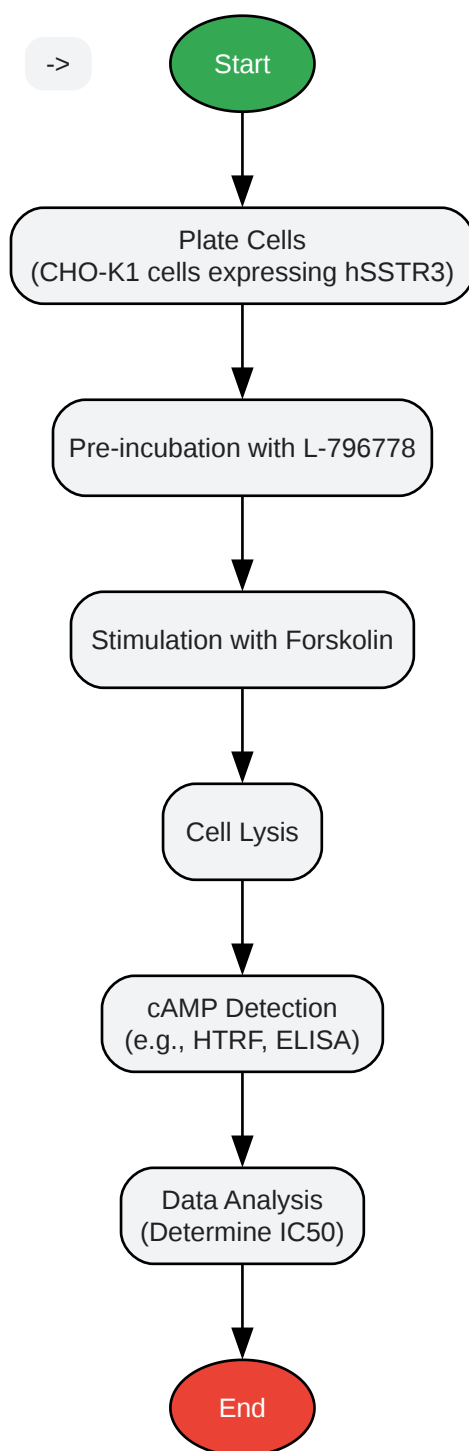 ->
Start
Plate Cells
(CHO-K1 cells expressing hSSTR3)
Pre-incubation with L-796778
Stimulation with Forskolin
Cell Lysis
cAMP Detection
(e.g., HTRF, ELISA)
Data Analysis
(Determine IC50)
End